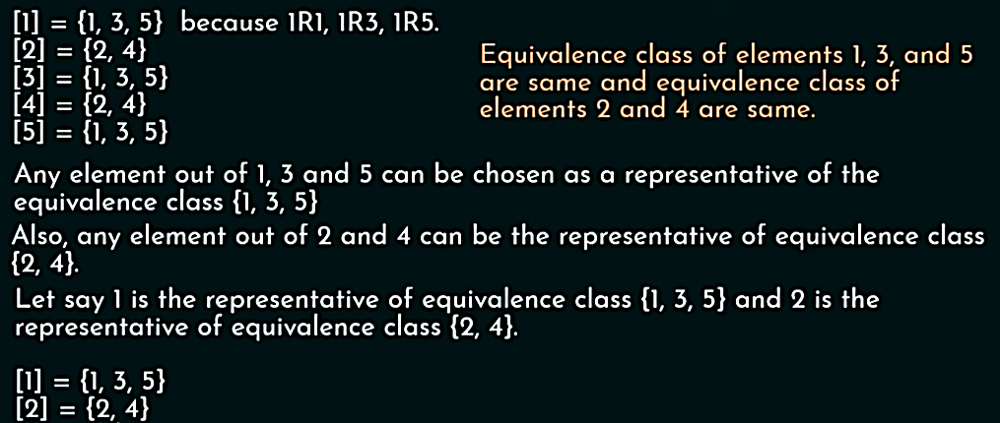 [1] = {1, 3, 5} because 1R1, 1R3, 1R5.
[2] = {2, 4}
[3] = {1, 3, 5}
[4] = {2, 4}
[5] = {1, 3, 5}
Equivalence class of elements 1, 3, and 5
are same and equivalence class of
elements 2 and 4 are same.
Any element out of 1, 3 and 5 can be chosen as a representative of the
equivalence class {1, 3, 5}
Also, any element out of 2 and 4 can be the representative of equivalence class
{2, 4}.
Let say 1 is the representative of equivalence class {1, 3, 5} and 2 is the
representative of equivalence class {2, 4}.
[1] = {1, 3, 5}
[2] = {2, 4}